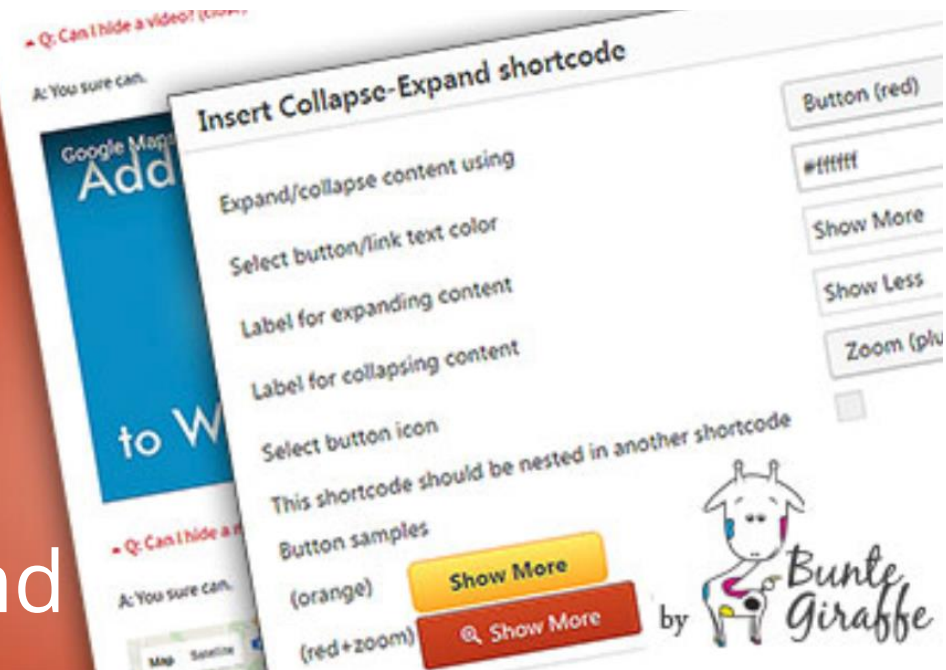 Q: Can I hide a video? (close)
A: You sure can.
Google Maps
Add
to W
Q: Can I hide a
A: You sure can.
Map Satellite
nd
Insert Collapse-Expand shortcode
Expand/collapse content using
Button (red)
Select button/link text color
#ffffff
Label for expanding content
Show More
Label for collapsing content
Show Less
Select button icon
Zoom (plu
This shortcode should be nested in another shortcode
Button samples
(orange) Show More
(red+zoom) Show More
by Bunte
Giraffe